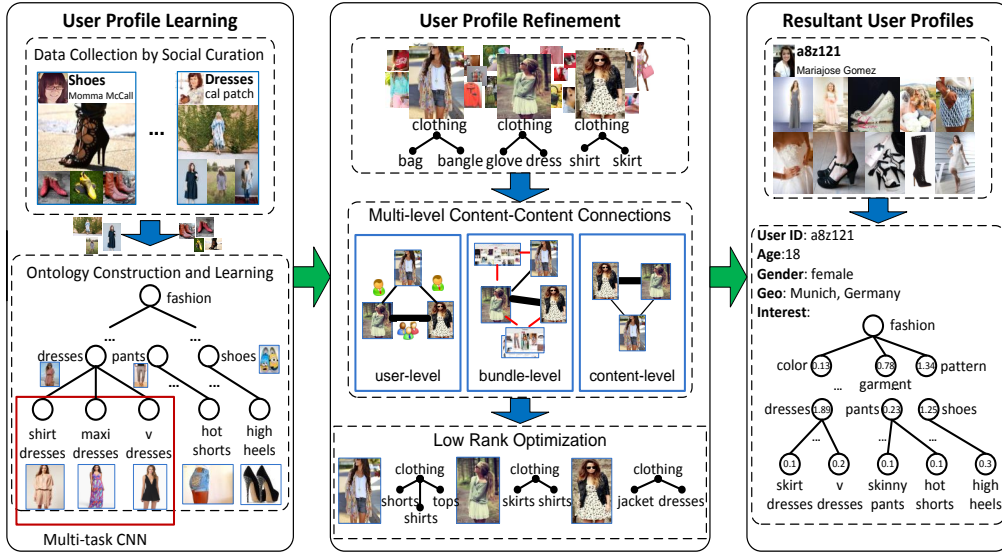 User Profile Learning
Data Collection by Social Curation
Shoes
Momma McCall
...
Dresses
cal patch
Ontology Construction and Learning
fashion
... ...
dresses pants ... shoes
... ...
shirt dresses
maxi dresses
v dresses
hot shorts
high heels
Multi-task CNN
User Profile Refinement
clothing clothing clothing
bag bangle glove dress shirt skirt
Multi-level Content-Content Connections
user-level bundle-level content-level
Low Rank Optimization
clothing clothing clothing
shorts tops skirts shirts jacket dresses
shirts
Resultant User Profiles
a8z121
Mariajose Gomez
User ID: a8z121
Age:18
Gender: female
Geo: Munich, Germany
Interest:
fashion
color 0.13 0.78 1.34 pattern
... garment
dresses 1.89 pants 0.23 1.25 shoes
... ... ...
0.1 0.2 0.1 0.1 0.3
skirt dresses
v dresses
skinny pants
hot shorts
high heels